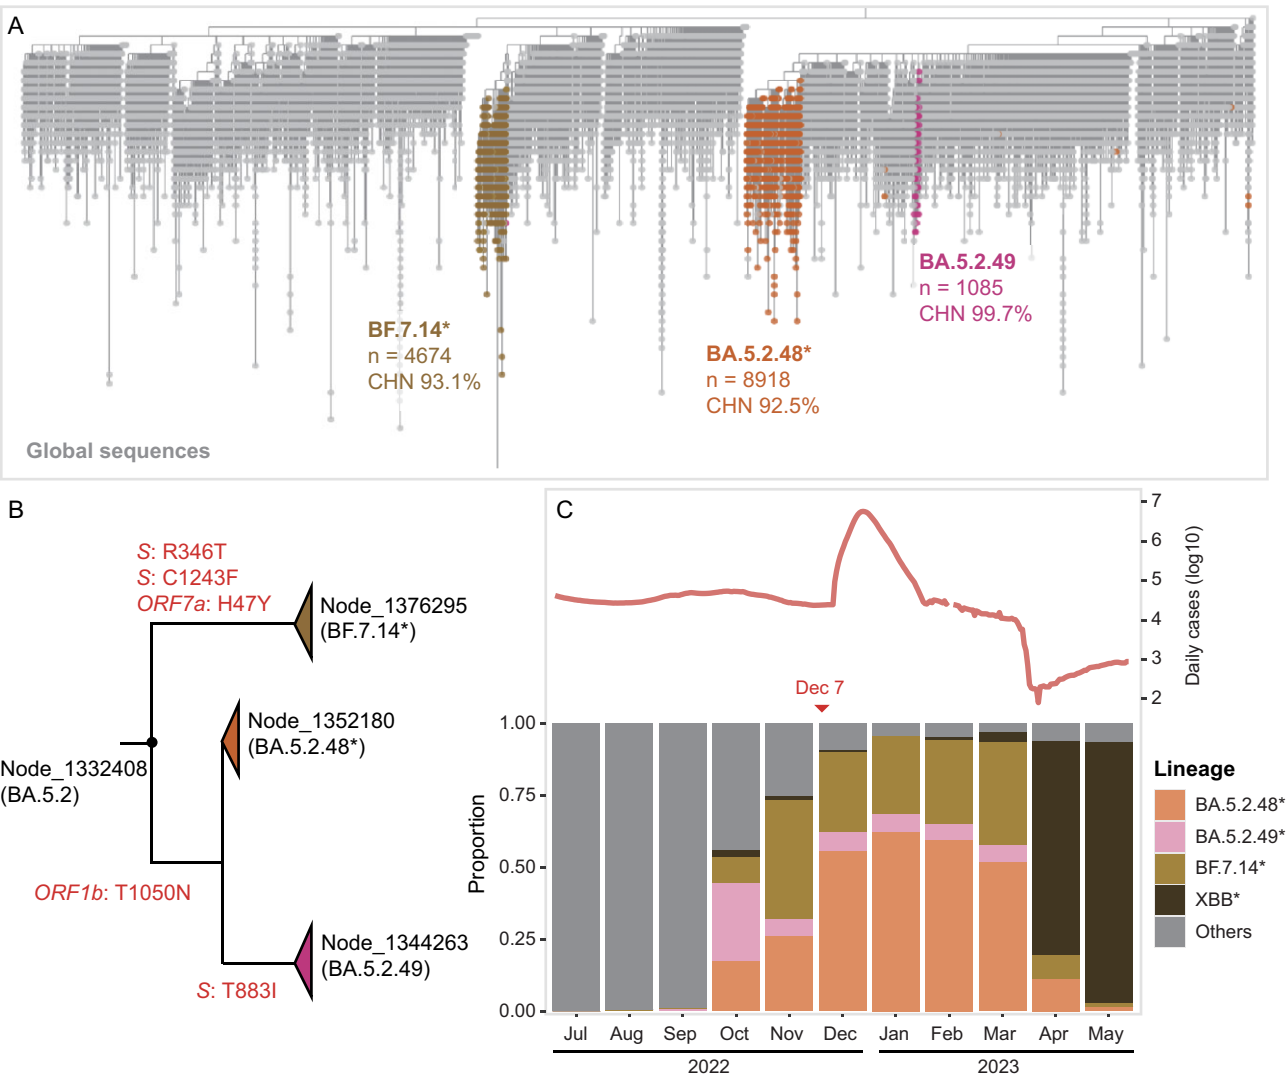 A
BF.7.14*
n = 4674
CHN 93.1%
BA.5.2.48*
n = 8918
CHN 92.5%
BA.5.2.49
n = 1085
CHN 99.7%
Global sequences
B
S: R346T
S: C1243F
ORF7a: H47Y
Node_1376295
(BF.7.14*)
Node_1352180
(BA.5.2.48*)
Node_1332408
(BA.5.2)
ORF1b: T1050N
Node_1344263
(BA.5.2.49)
S: T883I
C
7
6
5
4
3
2
Daily cases (log10)
Dec 7
1.00
0.75
0.50
0.25
0.00
Proportion
Jul Aug Sep Oct Nov Dec Jan Feb Mar Apr May
2022 2023
Lineage
BA.5.2.48*
BA.5.2.49*
BF.7.14*
XBB*
Others